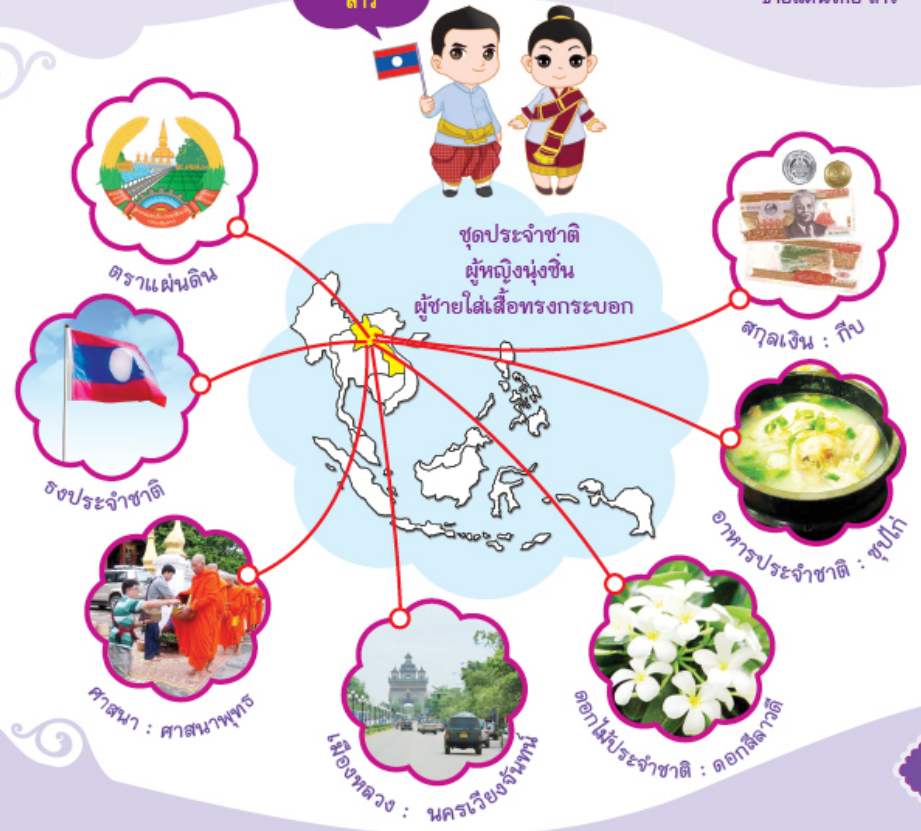 ลาว
ชุดประจำชาติ
ผู้หญิงนุ่งซิ่น
ผู้ชายใส่เสื้อทรงกระบอก
ตราแผ่นดิน
สกุลเงิน : กีบ
ธงประจำชาติ
อาหารประจำชาติ : ซุปไก่
ศาสนา : ศาสนาพุทธ
ดอกไม้ประจำชาติ : ดอกลีลาวดี
เมืองหลวง : นครเวียงจันทน์